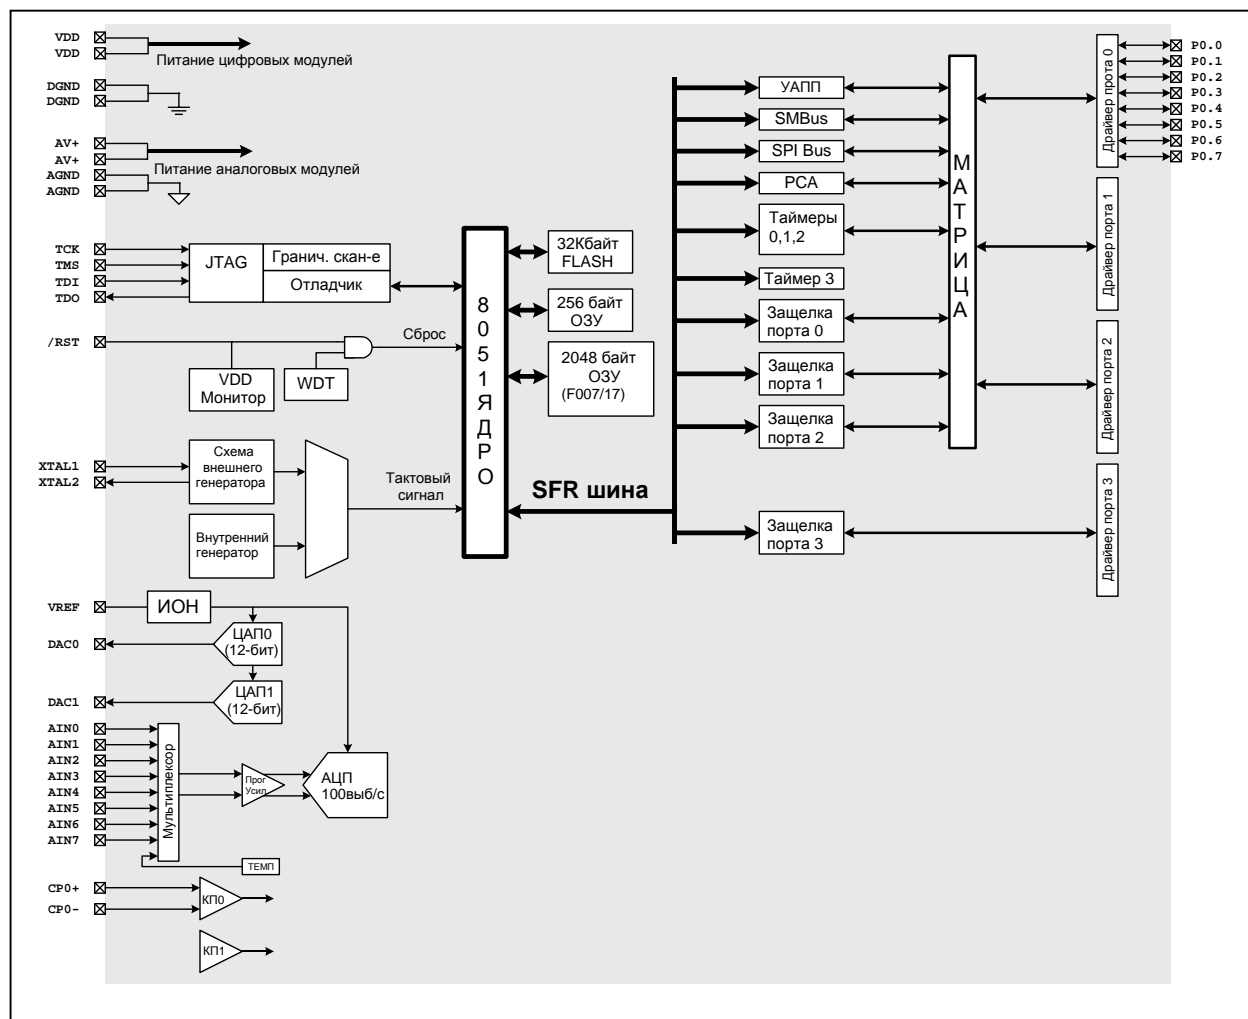 VDD
VDD
Питание цифровых модулей
DGND
DGND
AV+
AV+
Питание аналоговых модулей
AGND
AGND
TCK
TMS
TDI
TDO
JTAG
Гранич. скан-е
Отладчик
/RST
Сброс
VDD
Монитор
WDT
XTAL1
XTAL2
Схема
внешнего
генератора
Внутренний
генератор
Тактовый
сигнал
8
0
5
1
Я
Д
Р
О
32Кбайт
FLASH
256 байт
ОЗУ
2048 байт
ОЗУ
(F007/17)
SFR шина
УАПП
SMBus
SPI Bus
PCA
Таймеры
0,1,2
Таймер 3
Защелка
порта 0
Защелка
порта 1
Защелка
порта 2
Защелка
порта 3
М
А
Т
Р
И
Ц
А
Драйвер прота 0
Драйвер порта 1
Драйвер порта 2
Драйвер порта 3
P0.0
P0.1
P0.2
P0.3
P0.4
P0.5
P0.6
P0.7
VREF
ИОН
DAC0
ЦАП0
(12-бит)
DAC1
ЦАП1
(12-бит)
AIN0
AIN1
AIN2
AIN3
AIN4
AIN5
AIN6
AIN7
Мультиплексор
Прог
Усил
АЦП
100выб/с
ТЕМП
CP0+
CP0-
КП0
КП1